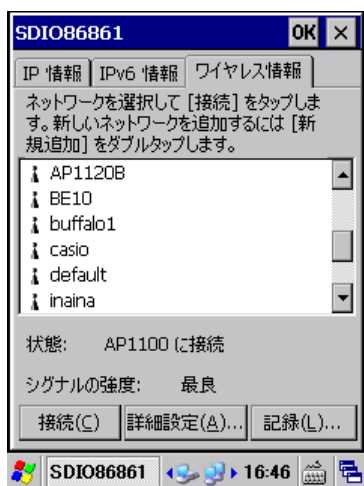 SDIO86861 OK ×
IP 情報 IPv6 情報 ワイヤレス情報
ネットワークを選択して [接続] をタップしま
す。新しいネットワークを追加するには [新
規追加] をダブルタップします。
AP1120B
BE10
buffalo1
casio
default
inaina
状態: AP1100 に接続
シグナルの強度: 最良
接続(C) 詳細設定(A)... 記録(L)...
SDIO86861 16:46